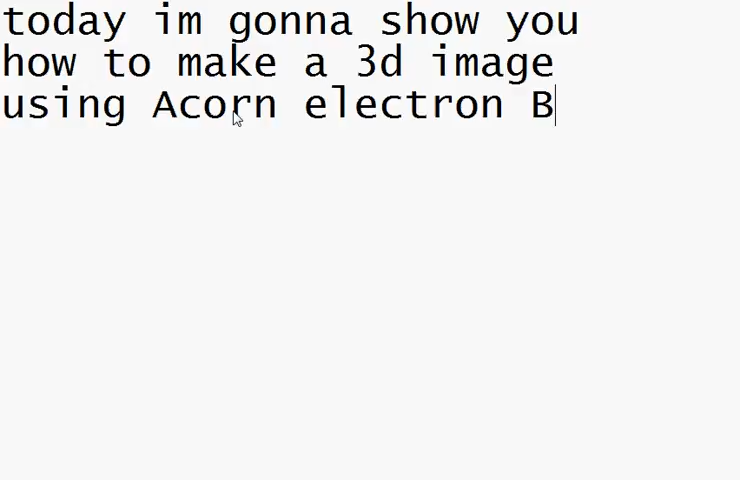 today im gonna show you
how to make a 3d image
using Acorn electron B